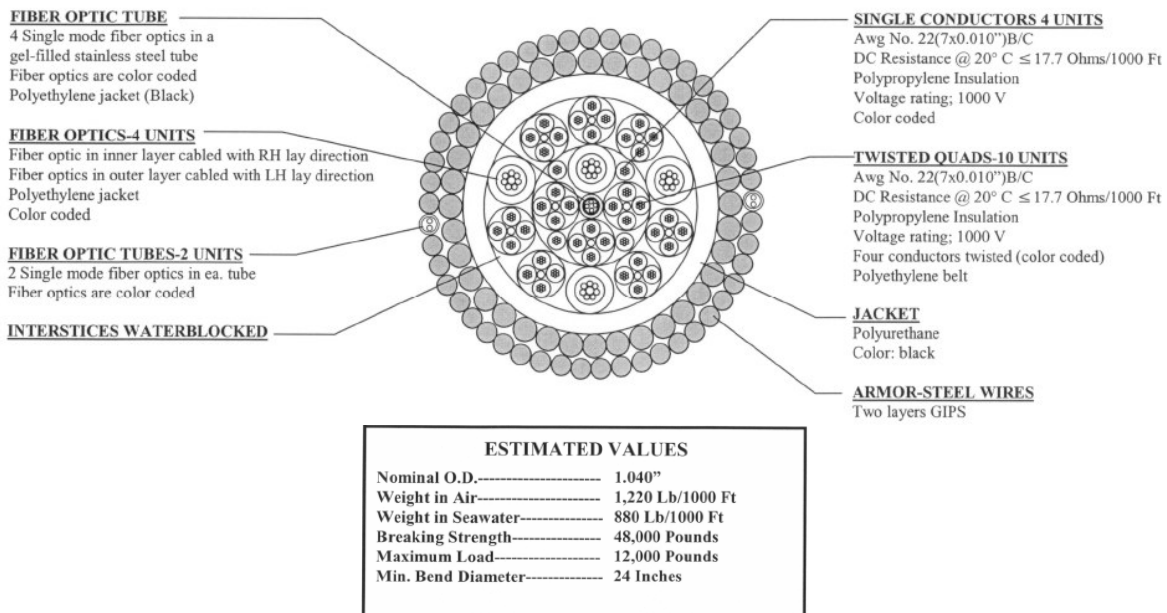 FIBER OPTIC TUBE
4 Single mode fiber optics in a
gel-filled stainless steel tube
Fiber optics are color coded
Polyethylene jacket (Black)
FIBER OPTICS-4 UNITS
Fiber optic in inner layer cabled with RH lay direction
Fiber optics in outer layer cabled with LH lay direction
Polyethylene jacket
Color coded
FIBER OPTIC TUBES-2 UNITS
2 Single mode fiber optics in ea. tube
Fiber optics are color coded
INTERSTICES WATERBLOCKED
SINGLE CONDUCTORS 4 UNITS
Awg No. 22(7x0.010")B/C
DC Resistance @ 20° C ≤ 17.7 Ohms/1000 Ft
Polypropylene Insulation
Voltage rating; 1000 V
Color coded
TWISTED QUADS-10 UNITS
Awg No. 22(7x0.010")B/C
DC Resistance @ 20° C ≤ 17.7 Ohms/1000 Ft
Polypropylene Insulation
Voltage rating; 1000 V
Four conductors twisted (color coded)
Polyethylene belt
JACKET
Polyurethane
Color: black
ARMOR-STEEL WIRES
Two layers GIPS
ESTIMATED VALUES
Nominal O.D.---------------------- 1.040"
Weight in Air---------------------- 1,220 Lb/1000 Ft
Weight in Seawater--------------- 880 Lb/1000 Ft
Breaking Strength---------------- 48,000 Pounds
Maximum Load------------------- 12,000 Pounds
Min. Bend Diameter-------------- 24 Inches